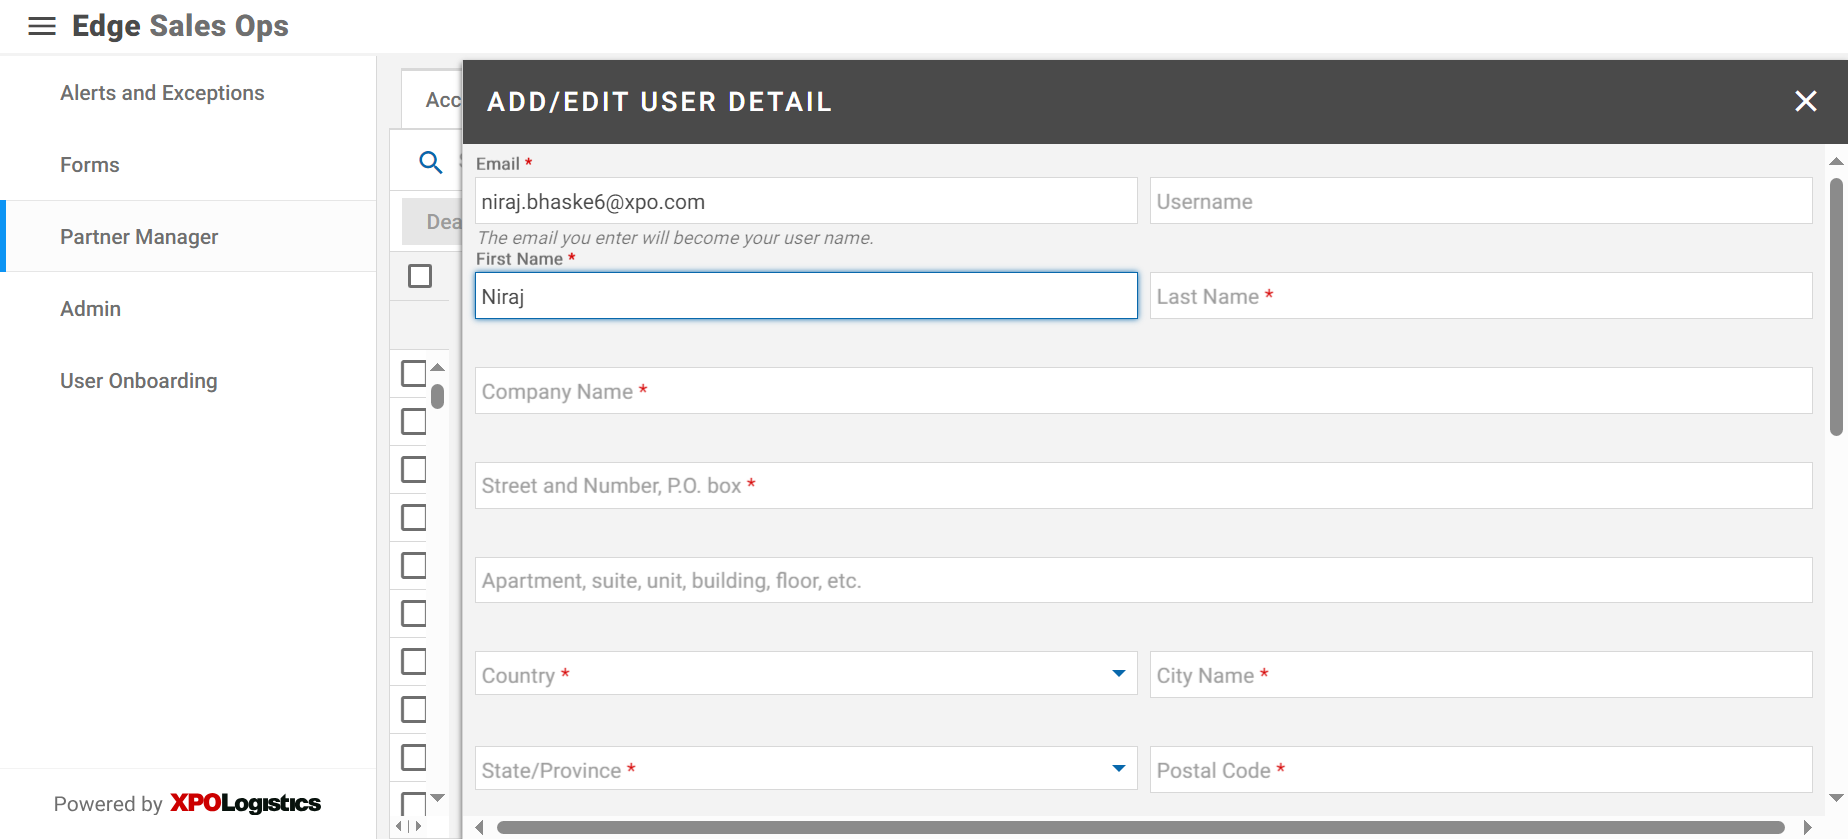 Edge Sales Ops
Alerts and Exceptions
Forms
Partner Manager
Admin
User Onboarding
Powered by XPOLogistics
Acc
Dea
ADD/EDIT USER DETAIL
Email *
niraj.bhaske6@xpo.com
Username
The email you enter will become your user name.
First Name *
Niraj
Last Name *
Company Name *
Street and Number, P.O. box *
Apartment, suite, unit, building, floor, etc.
Country *
City Name *
State/Province *
Postal Code *